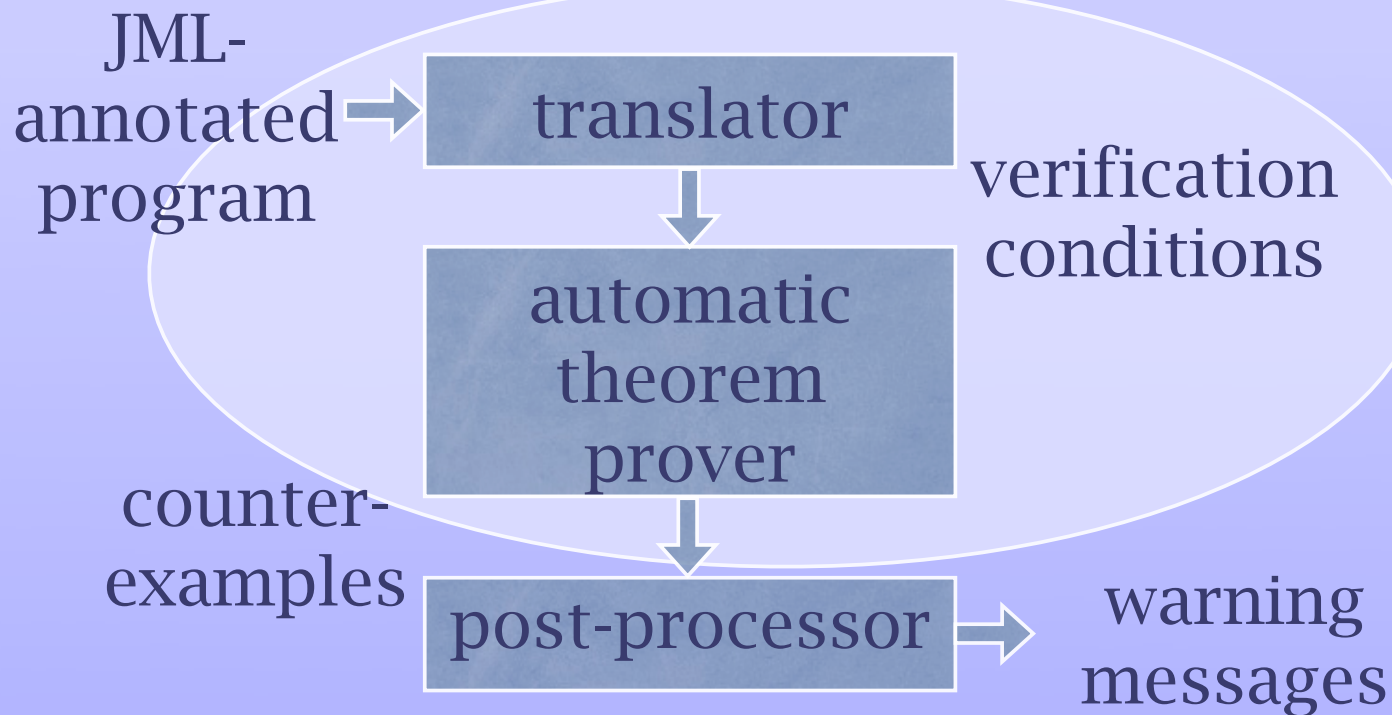 JML-
annotated
program
translator
verification
conditions
automatic
theorem
prover
counter-
examples
post-processor
warning
messages